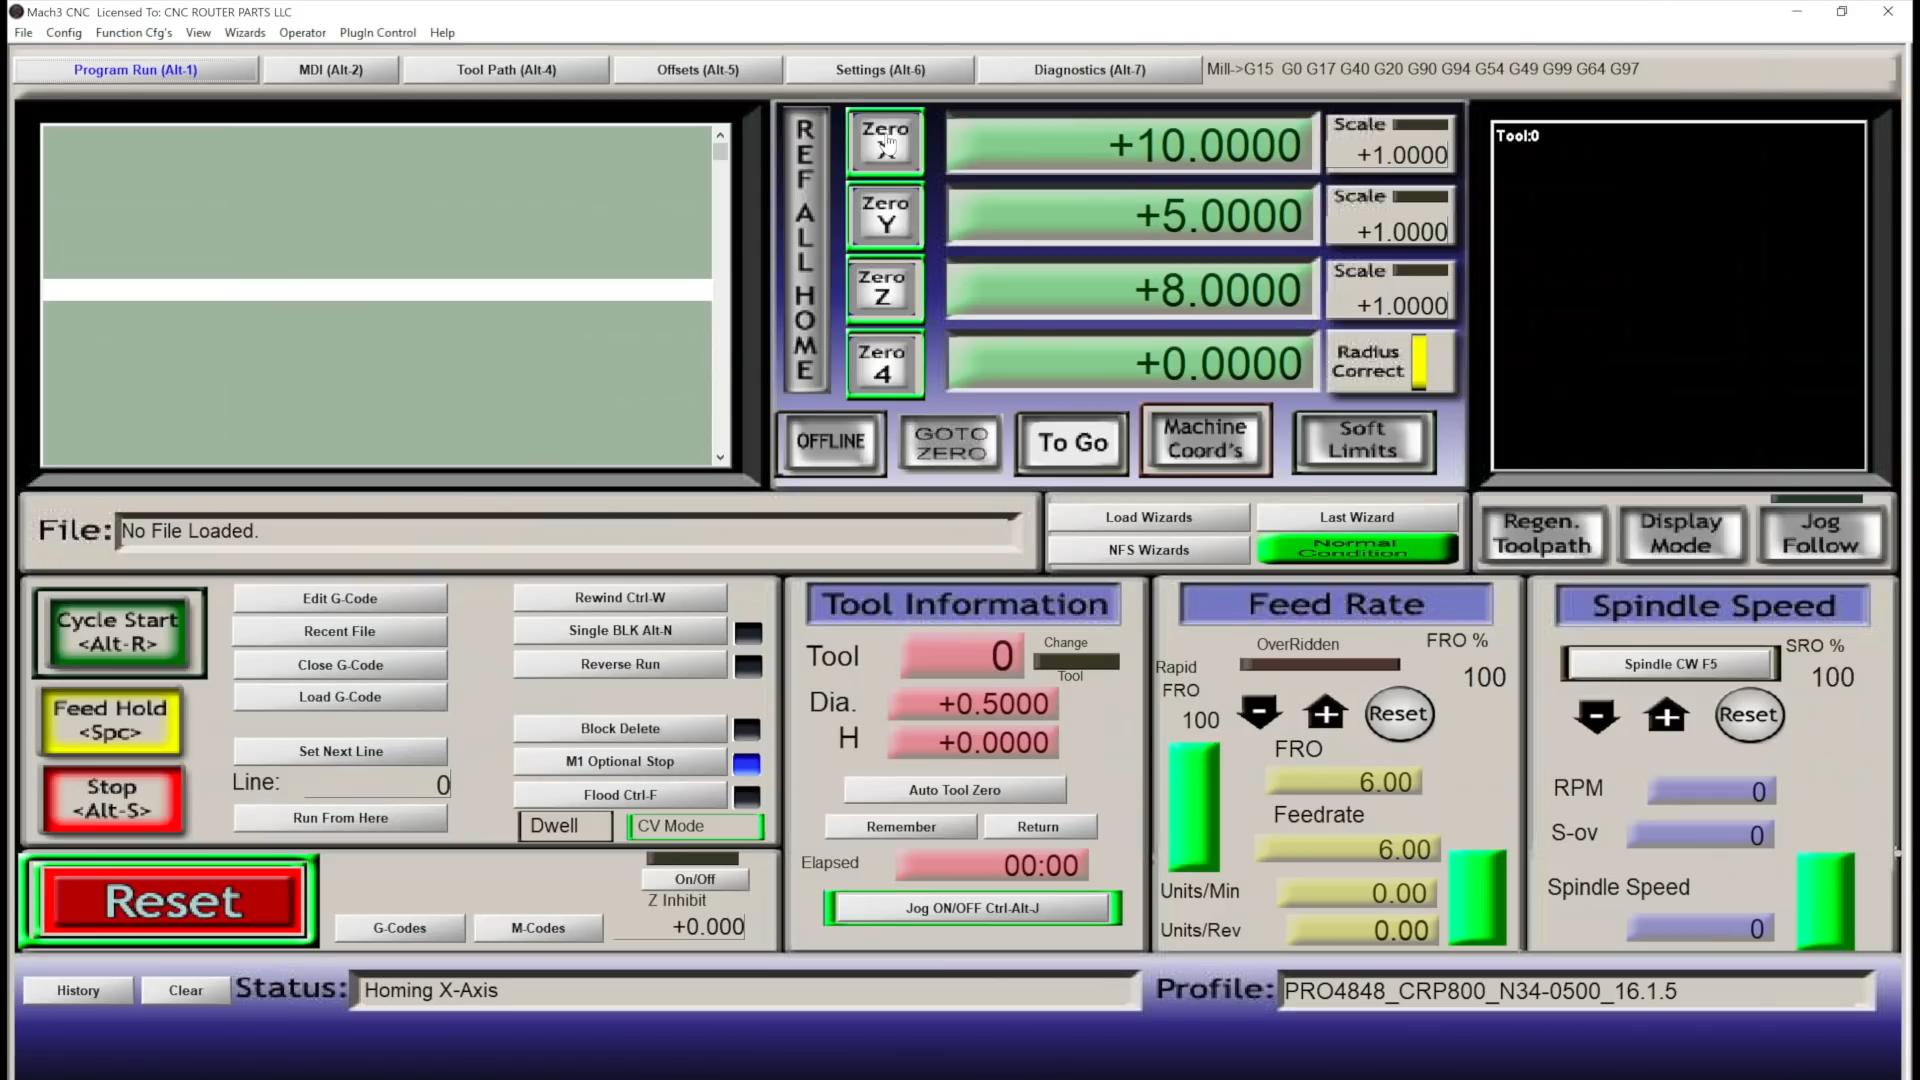 Mach3 CNC Licensed To: CNC ROUTER PARTS LLC
File Config Function Cfg's View Wizards Operator PlugIn Control Help
Program Run (Alt-1) MDI (Alt-2) Tool Path (Alt-4) Offsets (Alt-5) Settings (Alt-6) Diagnostics (Alt-7) Mill->G15 G0 G17 G40 G20 G90 G94 G54 G49 G99 G64 G97
REF ALL HOME
Zero X +10.0000 Scale +1.0000
Zero Y +5.0000 Scale +1.0000
Zero Z +8.0000 Scale +1.0000
Zero 4 +0.0000 Radius Correct
OFFLINE GOTO ZERO To Go Machine Coord's Soft Limits
Tool:0
File: No File Loaded.
Load Wizards Last Wizard
NFS Wizards Normal Condition
Regen. Toolpath Display Mode Jog Follow
Cycle Start <Alt-R>
Feed Hold <Spc>
Stop <Alt-S>
Edit G-Code
Recent File
Close G-Code
Load G-Code
Set Next Line
Line: 0
Run From Here
Rewind Ctrl-W
Single BLK Alt-N
Reverse Run
Block Delete
M1 Optional Stop
Flood Ctrl-F
Dwell CV Mode
Reset
G-Codes M-Codes
On/Off
Z Inhibit
+0.000
Tool Information
Tool 0 Change Tool
Dia. +0.5000
H +0.0000
Auto Tool Zero
Remember Return
Elapsed 00:00
Jog ON/OFF Ctrl-Alt-J
Feed Rate
OverRidden FRO %
100
Rapid
FRO
100
Reset
FRO
6.00
Feedrate
6.00
Units/Min 0.00
Units/Rev 0.00
Spindle Speed
Spindle CW F5 SRO %
100
Reset
RPM 0
S-ov 0
Spindle Speed
0
History Clear Status: Homing X-Axis Profile: PRO4848_CRP800_N34-0500_16.1.5